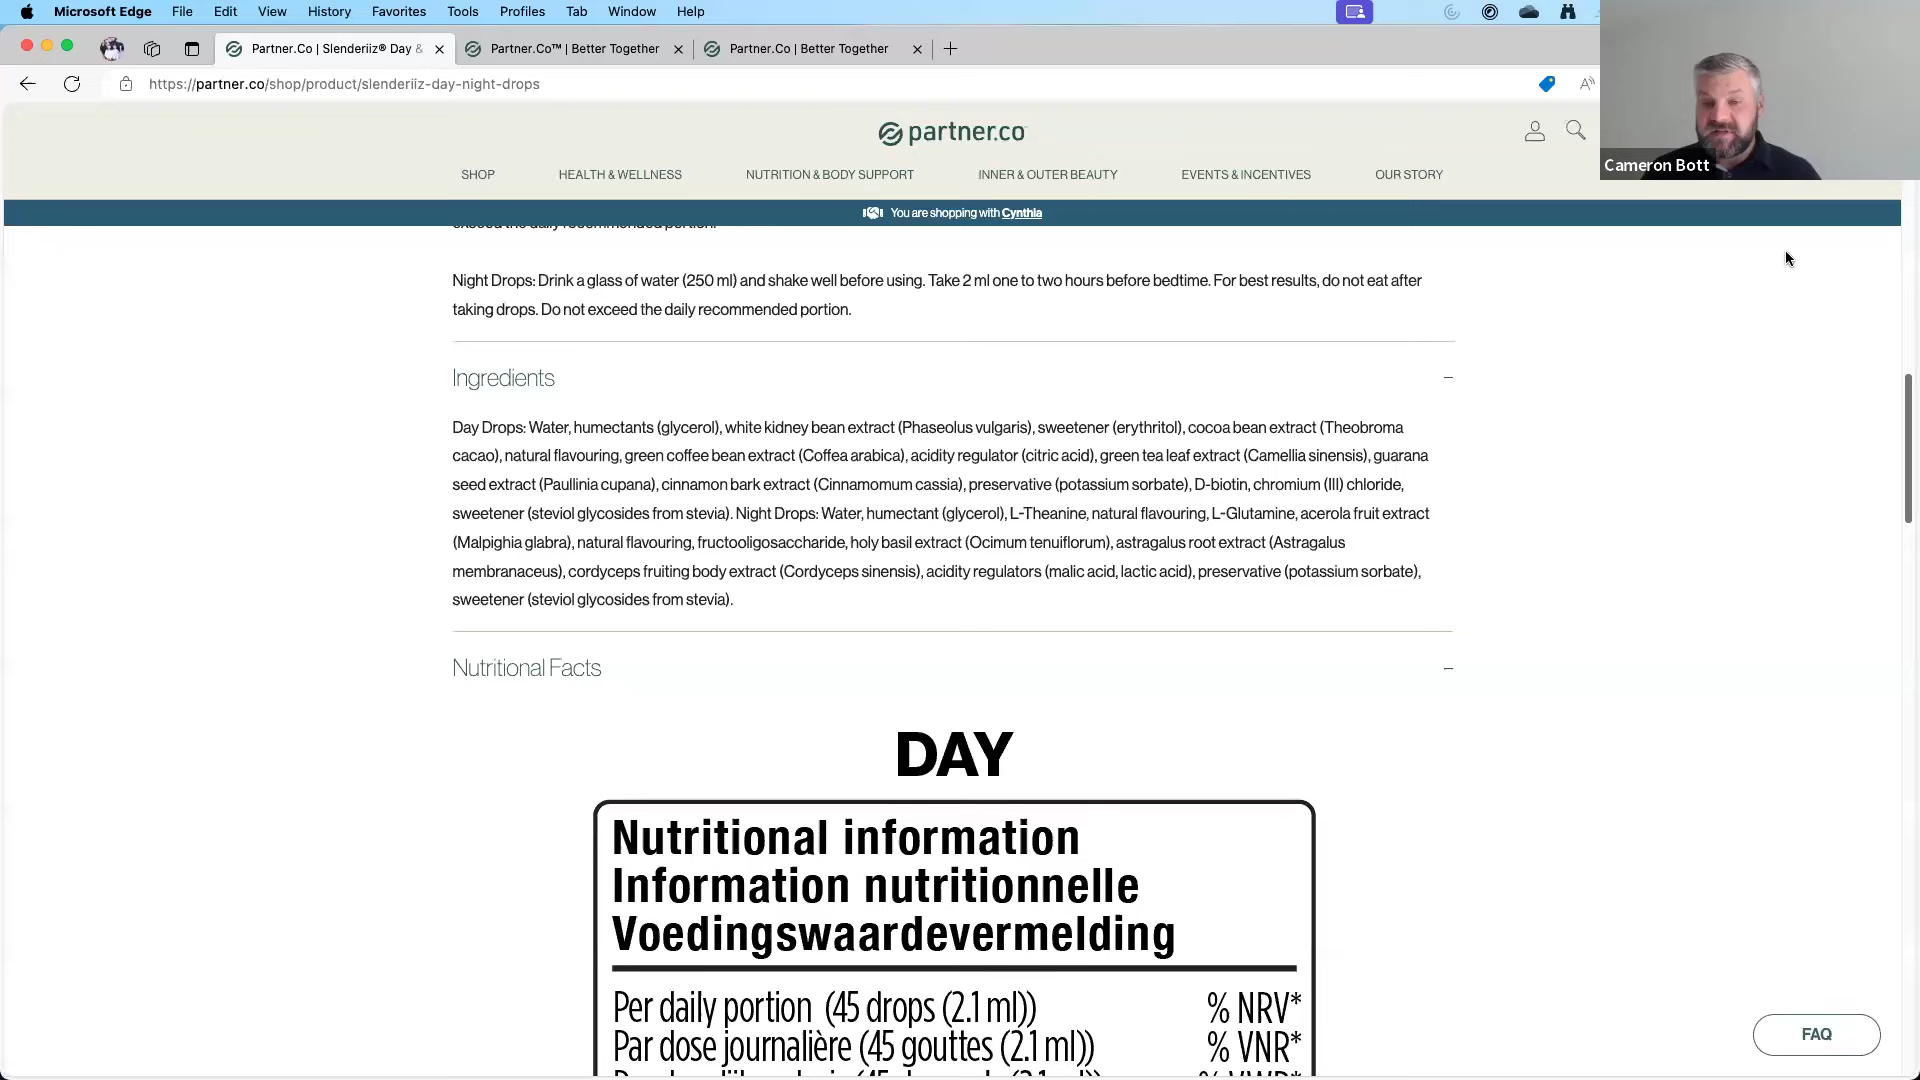 Microsoft Edge File Edit View History Favorites Tools Profiles Tab Window Help
Partner.Co | Slenderiiz® Day & Partner.Co™ | Better Together Partner.Co | Better Together
https://partner.co/shop/product/slenderiiz-day-night-drops
partner.co
Cameron Bott
SHOP HEALTH & WELLNESS NUTRITION & BODY SUPPORT INNER & OUTER BEAUTY EVENTS & INCENTIVES OUR STORY
You are shopping with Cynthia
exceed the daily recommended portion.
Night Drops: Drink a glass of water (250 ml) and shake well before using. Take 2 ml one to two hours before bedtime. For best results, do not eat after
taking drops. Do not exceed the daily recommended portion.
Ingredients
Day Drops: Water, humectants (glycerol), white kidney bean extract (Phaseolus vulgaris), sweetener (erythritol), cocoa bean extract (Theobroma
cacao), natural flavouring, green coffee bean extract (Coffea arabica), acidity regulator (citric acid), green tea leaf extract (Camellia sinensis), guarana
seed extract (Paullinia cupana), cinnamon bark extract (Cinnamomum cassia), preservative (potassium sorbate), D-biotin, chromium (III) chloride,
sweetener (steviol glycosides from stevia). Night Drops: Water, humectant (glycerol), L-Theanine, natural flavouring, L-Glutamine, acerola fruit extract
(Malpighia glabra), natural flavouring, fructooligosaccharide, holy basil extract (Ocimum tenuiflorum), astragalus root extract (Astragalus
membranaceus), cordyceps fruiting body extract (Cordyceps sinensis), acidity regulators (malic acid, lactic acid), preservative (potassium sorbate),
sweetener (steviol glycosides from stevia).
Nutritional Facts
DAY
Nutritional information
Information nutritionnelle
Voedingswaardevermelding
Per daily portion (45 drops (2.1 ml)) % NRV*
Par dose journalière (45 gouttes (2.1 ml)) % VNR*
FAQ